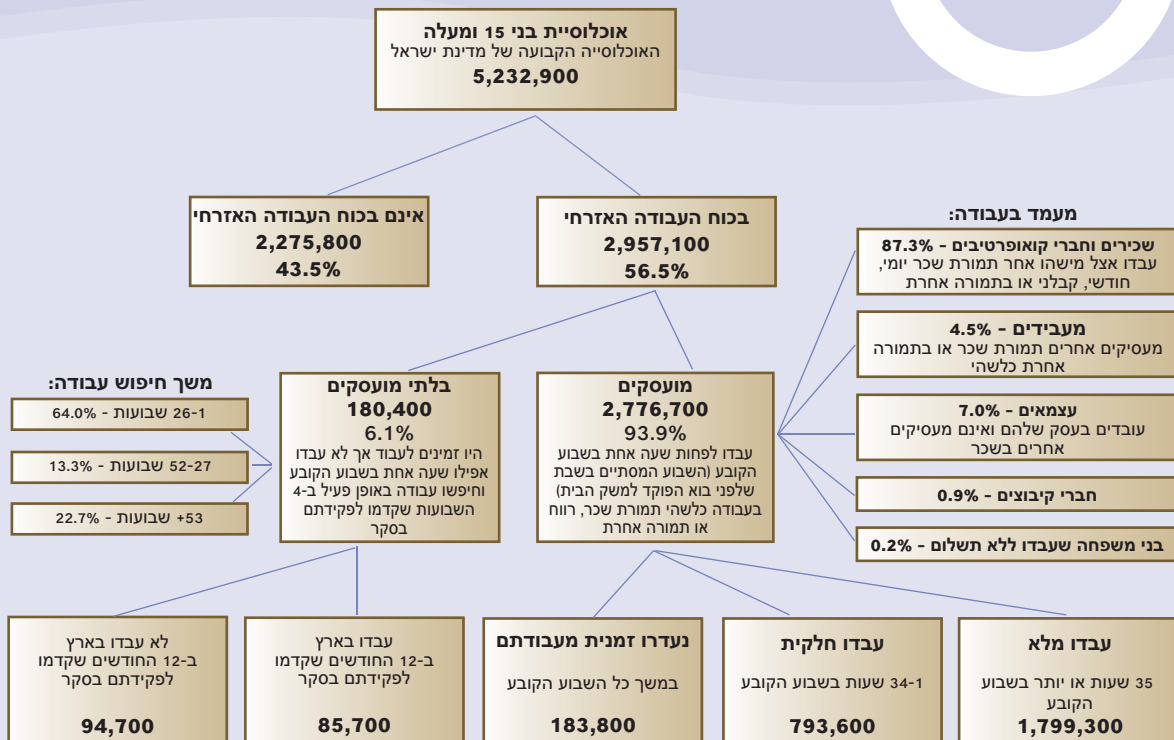 אוכלוסיית בני 15 ומעלה
האוכלוסייה הקבועה של מדינת ישראל
5,232,900
בכוח העבודה האזרחי
2,957,100
56.5%
אינם בכוח העבודה האזרחי
2,275,800
43.5%
מעמד בעבודה:
שכירים וחברי קואופרטיבים - 87.3%
עבדו אצל מישהו אחר תמורת שכר יומי,
חודשי, קבלני או בתמורה אחרת
מעבידים - 4.5%
מעסיקים אחרים תמורת שכר או בתמורה
אחרת כלשהי
עצמאים - 7.0%
עובדים בעסק שלהם ואינם מעסיקים
אחרים בשכר
חברי קיבוצים - 0.9%
בני משפחה שעבדו ללא תשלום - 0.2%
מועסקים
2,776,700
93.9%
עבדו לפחות שעה אחת בשבוע
הקובע (השבוע המסתיים בשבת
שלפני בוא הפוקד למשק הבית)
בעבודה כלשהי תמורת שכר, רווח
או תמורה אחרת
בלתי מועסקים
180,400
6.1%
היו זמינים לעבוד אך לא עבדו
אפילו שעה אחת בשבוע הקובע
וחיפשו עבודה באופן פעיל ב-4
השבועות שקדמו לפקידתם
בסקר
משך חיפוש עבודה:
26-1 שבועות - 64.0%
52-27 שבועות - 13.3%
53+ שבועות - 22.7%
עבדו מלא
35 שעות או יותר בשבוע
הקובע
1,799,300
עבדו חלקית
34-1 שעות בשבוע הקובע
793,600
נעדרו זמנית מעבודתם
במשך כל השבוע הקובע
183,800
עבדו בארץ
ב-12 החודשים שקדמו
לפקידתם בסקר
85,700
לא עבדו בארץ
ב-12 החודשים שקדמו
לפקידתם בסקר
94,700